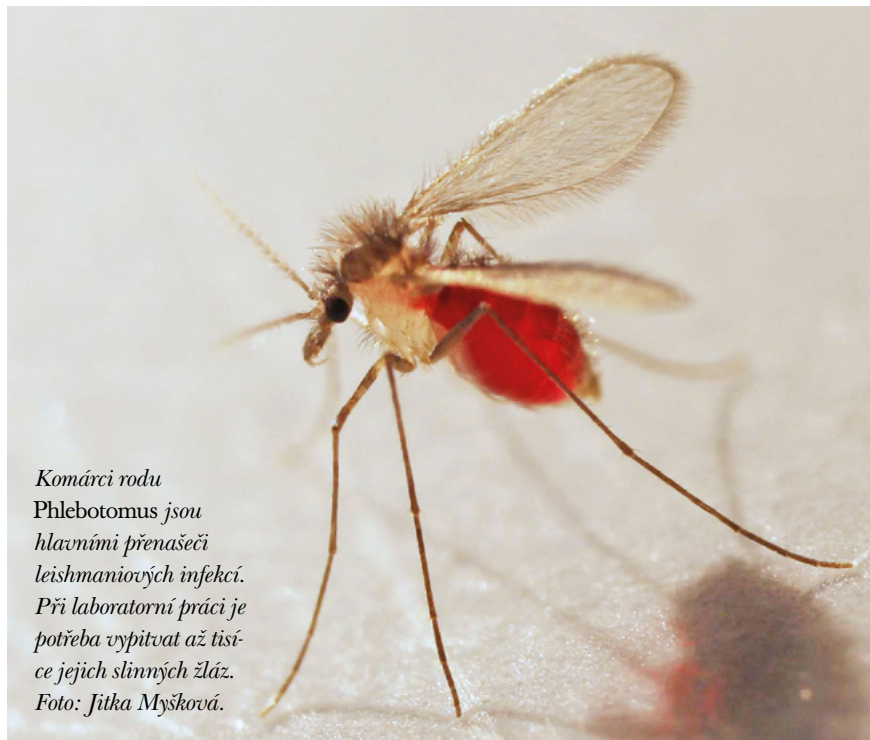 Komárci rodu
Phlebotomus jsou
hlavními přenašeči
leishmaniových infekcí.
Při laboratorní práci je
potřeba vypitvat až tisí-
ce jejich slinných žláz.
Foto: Jitka Myšková.